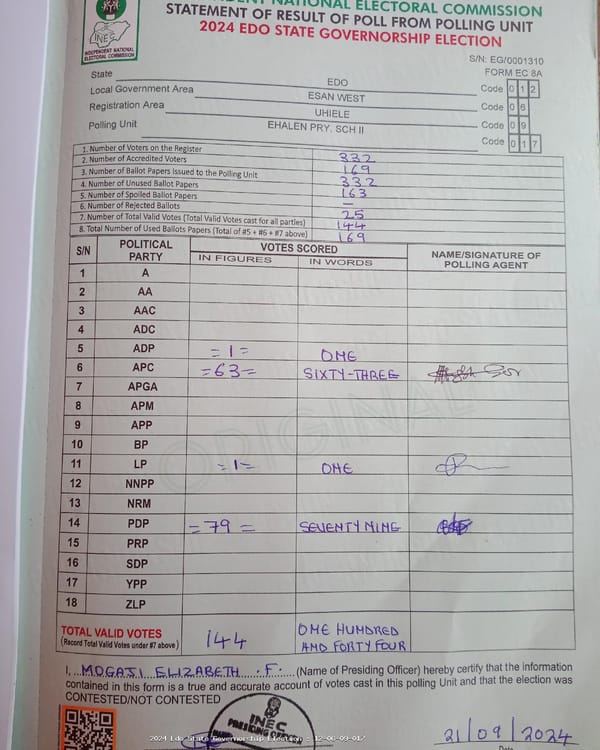 INDEPENDENT NATIONAL ELECTORAL COMMISSION
STATEMENT OF RESULT OF POLL FROM POLLING UNIT
2024 EDO STATE GOVERNORSHIP ELECTION
INEC
INDEPENDENT NATIONAL
ELECTORAL COMMISSION
S/N: EG/0001310
FORM EC 8A
State EDO Code 0 1 2
Local Government Area ESAN WEST Code 0 6
Registration Area UHIELE Code 0 9
Polling Unit EHALEN PRY. SCH II Code 0 1 7
1. Number of Voters on the Register 332
2. Number of Accredited Voters 169
3. Number of Ballot Papers Issued to the Polling Unit 332
4. Number of Unused Ballot Papers 163
5. Number of Spoiled Ballot Papers –
6. Number of Rejected Ballots 25
7. Number of Total Valid Votes (Total Valid Votes cast for all parties) 144
8. Total Number of Used Ballots Papers (Total of #5 + #6 + #7 above) 169
S/N POLITICAL PARTY VOTES SCORED NAME/SIGNATURE OF POLLING AGENT
IN FIGURES IN WORDS
1 A
2 AA
3 AAC
4 ADC
5 ADP =1= ONE
6 APC =63= SIXTY-THREE
7 APGA
8 APM
9 APP
10 BP
11 LP =1= ONE
12 NNPP
13 NRM
14 PDP =79= SEVENTY NINE
15 PRP
16 SDP
17 YPP
18 ZLP
ORIGINAL
TOTAL VALID VOTES 144 ONE HUNDRED
(Record Total Valid Votes under #7 above) AND FORTY FOUR
I, MOGAJI ELIZABETH .F. (Name of Presiding Officer) hereby certify that the information
contained in this form is a true and accurate account of votes cast in this polling Unit and that the election was
CONTESTED/NOT CONTESTED
INEC
PRESIDING
21/09/2024
2024 Edo State Governorship Election - 12-06-09-017
Date